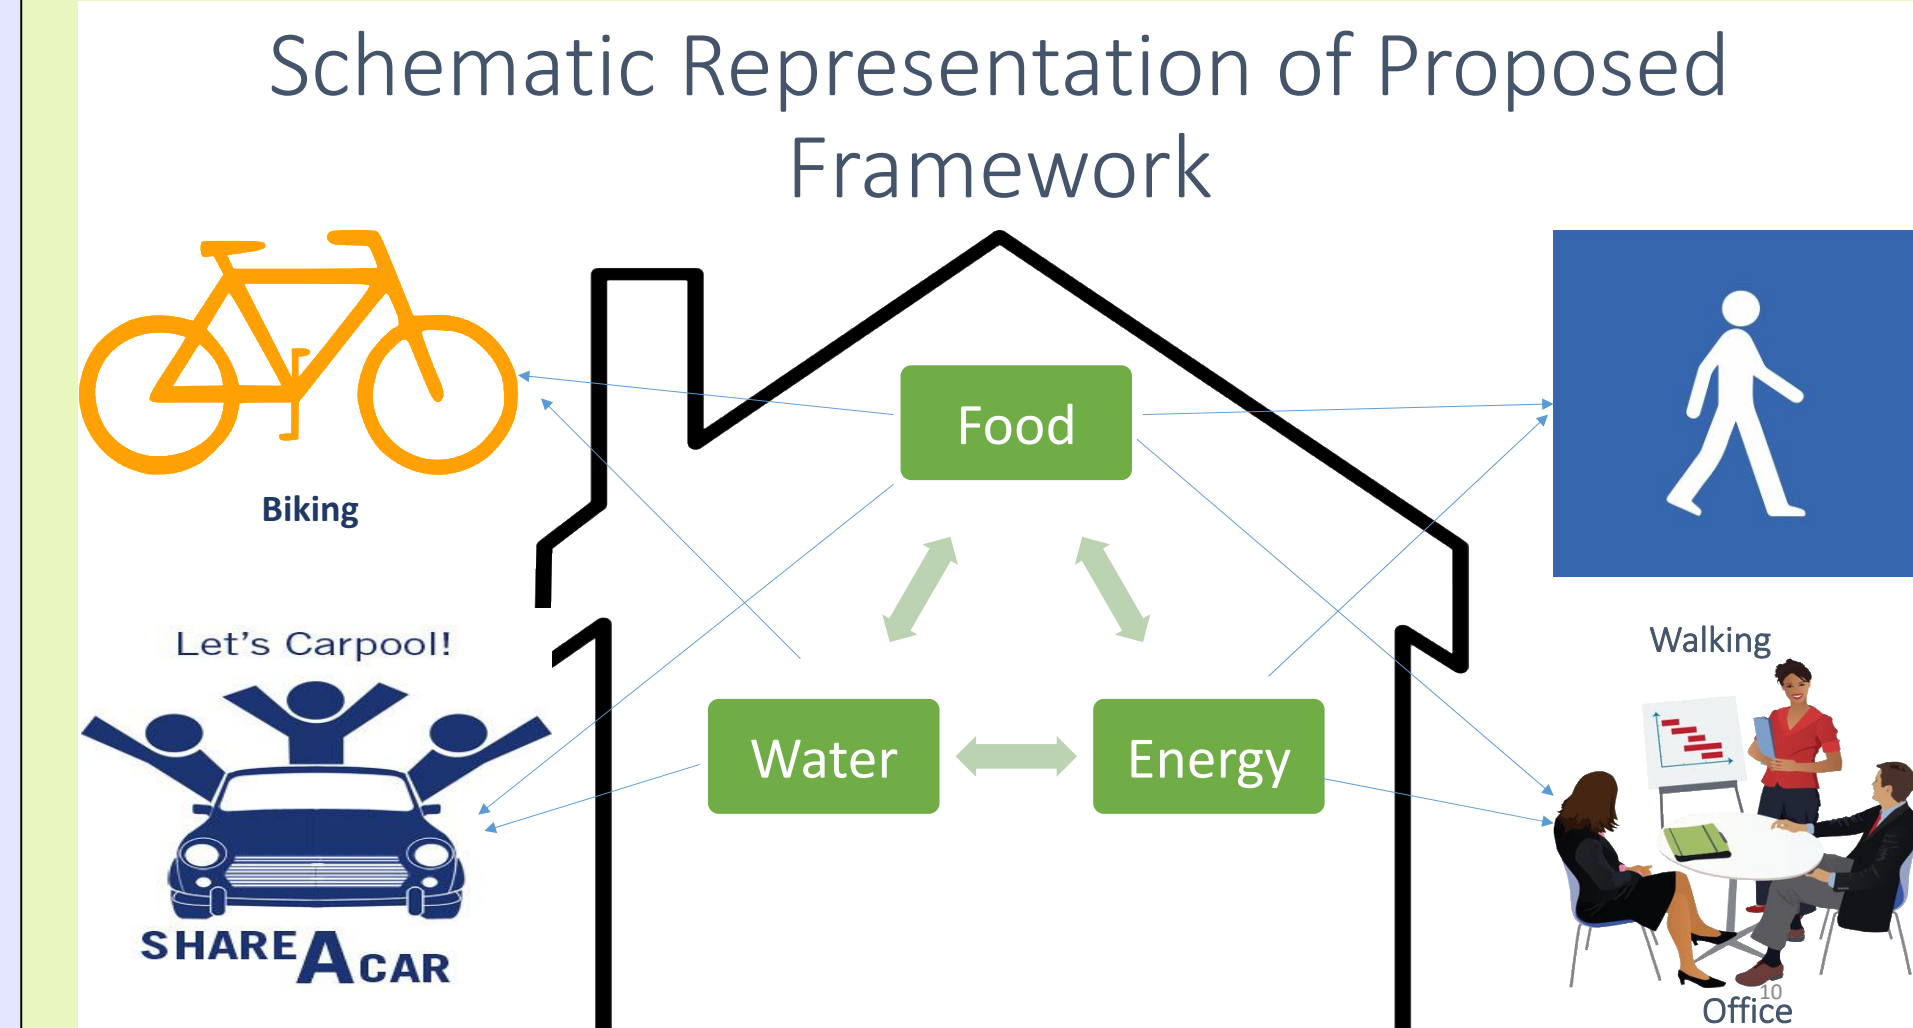 Schematic Representation of Proposed
Framework
Food
Biking
Let's Carpool!
Walking
Water
Energy
SHARE A CAR
10
Office